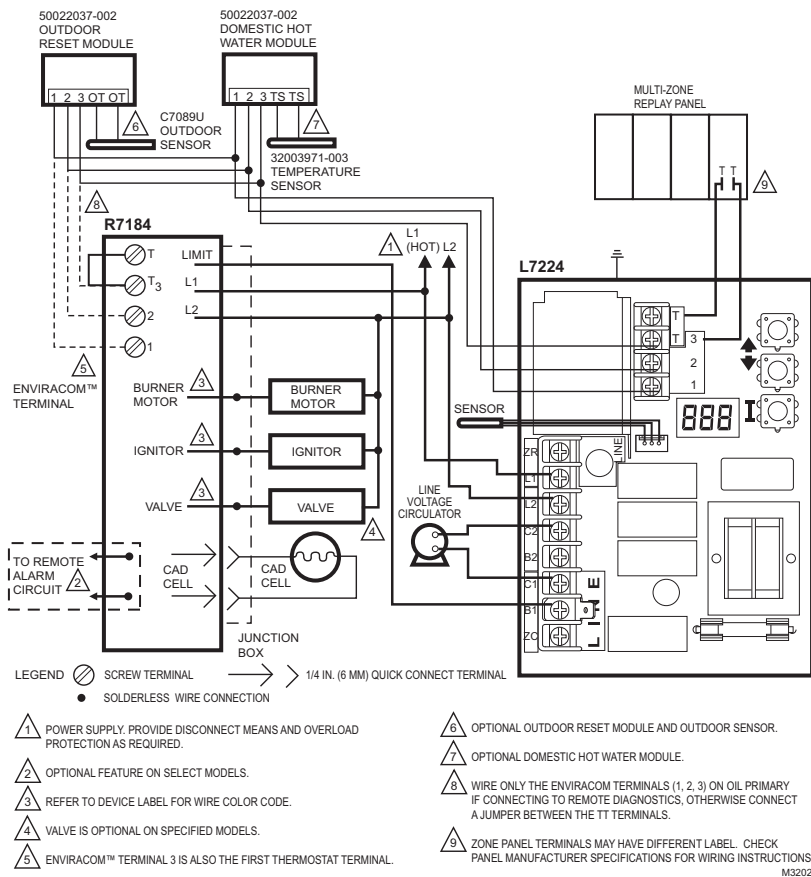 50022037-002
OUTDOOR
RESET MODULE
50022037-002
DOMESTIC HOT
WATER MODULE
1 2 3 OT OT
1 2 3 TS TS
6
C7089U
OUTDOOR
SENSOR
7
32003971-003
TEMPERATURE
SENSOR
MULTI-ZONE
REPLAY PANEL
T T
9
8
R7184
1
L1
(HOT) L2
L7224
T
LIMIT
T3
L1
2
L2
1
5
ENVIRACOM™
TERMINAL
T
T 3
2
1
BURNER
MOTOR
3
BURNER
MOTOR
SENSOR
888
IGNITOR
3
IGNITOR
LINE
ZR
L1
VALVE
3
VALVE
4
LINE
VOLTAGE
CIRCULATOR
L2
C2
B2
C1
B1
ZC
LINE
TO REMOTE
ALARM
CIRCUIT
2
CAD
CELL
CAD
CELL
JUNCTION
BOX
LEGEND SCREW TERMINAL 1/4 IN. (6 MM) QUICK CONNECT TERMINAL
SOLDERLESS WIRE CONNECTION
1 POWER SUPPLY. PROVIDE DISCONNECT MEANS AND OVERLOAD
PROTECTION AS REQUIRED.
2 OPTIONAL FEATURE ON SELECT MODELS.
3 REFER TO DEVICE LABEL FOR WIRE COLOR CODE.
4 VALVE IS OPTIONAL ON SPECIFIED MODELS.
5 ENVIRACOM™ TERMINAL 3 IS ALSO THE FIRST THERMOSTAT TERMINAL.
6 OPTIONAL OUTDOOR RESET MODULE AND OUTDOOR SENSOR.
7 OPTIONAL DOMESTIC HOT WATER MODULE.
8 WIRE ONLY THE ENVIRACOM TERMINALS (1, 2, 3) ON OIL PRIMARY
IF CONNECTING TO REMOTE DIAGNOSTICS, OTHERWISE CONNECT
A JUMPER BETWEEN THE TT TERMINALS.
9 ZONE PANEL TERMINALS MAY HAVE DIFFERENT LABEL. CHECK
PANEL MANUFACTURER SPECIFICATIONS FOR WIRING INSTRUCTIONS